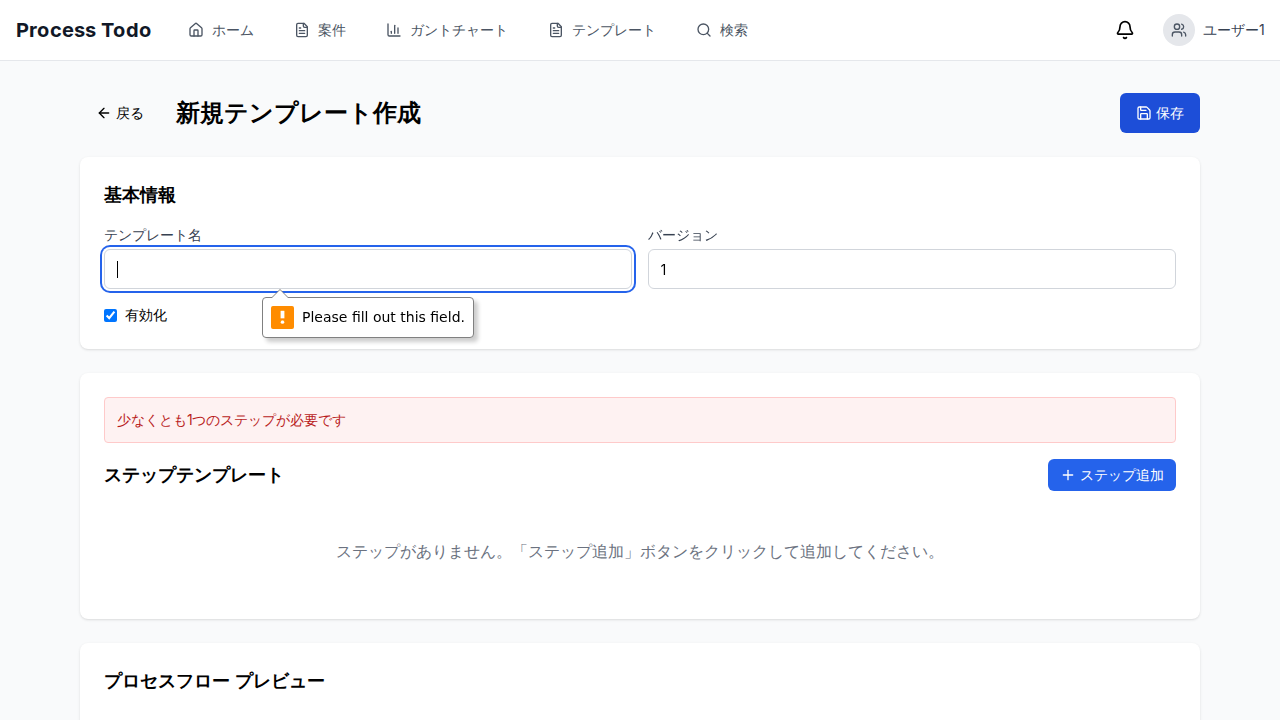 Process Todo
ホーム
案件
ガントチャート
テンプレート
検索
ユーザー1
戻る
新規テンプレート作成
保存
基本情報
テンプレート名
バージョン
1
有効化
Please fill out this field.
少なくとも1つのステップが必要です
ステップテンプレート
ステップ追加
ステップがありません。「ステップ追加」ボタンをクリックして追加してください。
プロセスフロー プレビュー